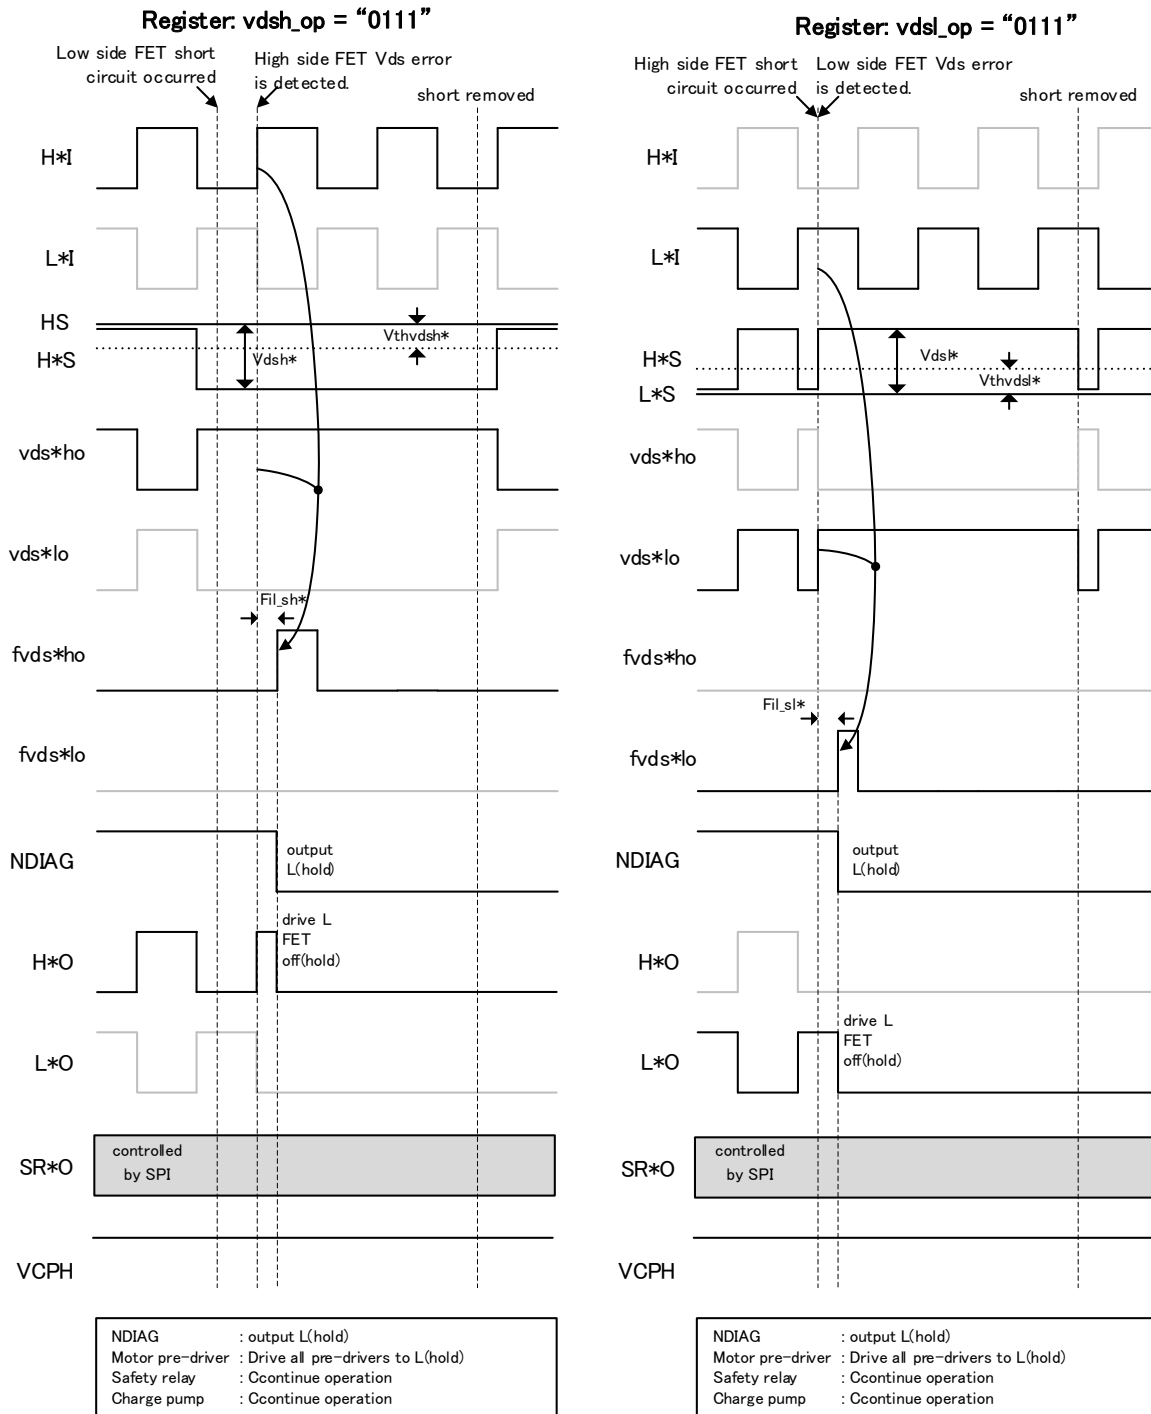 Register: vdsh_op = “0111”
Low side FET short
circuit occurred
High side FET Vds error
is detected.
short removed
H*I
L*I
HS
H*S
Vdsh*
Vthvdsh*
vds*ho
vds*lo
Fil_sh*
fvds*ho
fvds*lo
NDIAG
output
L(hold)
drive L
FET
off(hold)
H*O
L*O
SR*O
controlled
by SPI
VCPH
NDIAG : output L(hold)
Motor pre-driver : Drive all pre-drivers to L(hold)
Safety relay : Ccontinue operation
Charge pump : Ccontinue operation
Register: vdsl_op = “0111”
High side FET short
circuit occurred
Low side FET Vds error
is detected.
short removed
H*I
L*I
H*S
L*S
Vdsl*
Vthvdsl*
vds*ho
vds*lo
fvds*ho
Fil_sl*
fvds*lo
NDIAG
output
L(hold)
H*O
drive L
FET
off(hold)
L*O
SR*O
controlled
by SPI
VCPH
NDIAG : output L(hold)
Motor pre-driver : Drive all pre-drivers to L(hold)
Safety relay : Ccontinue operation
Charge pump : Ccontinue operation